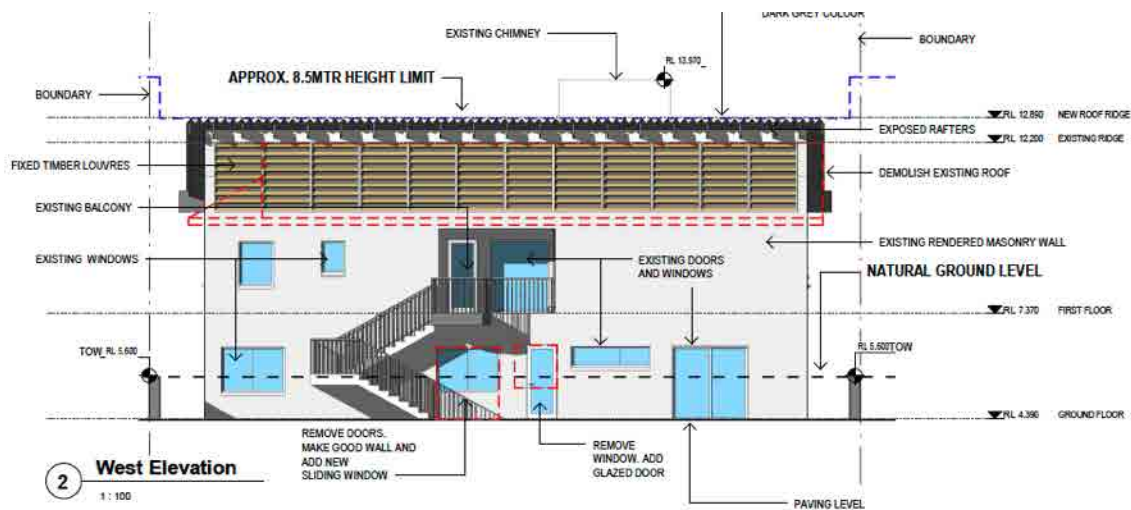 DARK GREY COLOUR
EXISTING CHIMNEY
BOUNDARY
RL 13.970
APPROX. 8.5MTR HEIGHT LIMIT
BOUNDARY
RL 12.890 NEW ROOF RIDGE
EXPOSED RAFTERS
RL 12.200 EXISTING RIDGE
FIXED TIMBER LOUVRES
DEMOLISH EXISTING ROOF
EXISTING BALCONY
EXISTING RENDERED MASONRY WALL
EXISTING WINDOWS
EXISTING DOORS
AND WINDOWS
NATURAL GROUND LEVEL
RL 7.370 FIRST FLOOR
TOW RL 5.600
RL 5.600 TOW
RL 4.396 GROUND FLOOR
REMOVE DOORS.
MAKE GOOD WALL AND
ADD NEW
SLIDING WINDOW
REMOVE
WINDOW. ADD
GLAZED DOOR
2 West Elevation
1 : 100
PAVING LEVEL